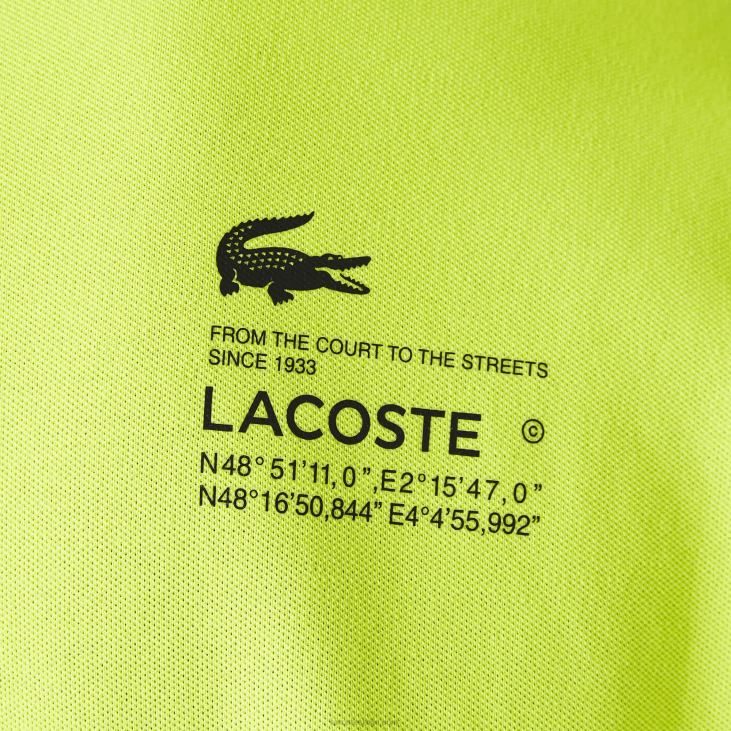 FROM THE COURT TO THE STREETS
SINCE 1933
LACOSTE ©
N48°51’11,0”,E2°15’47,0”
N48°16’50,844” E4°4’55,992”